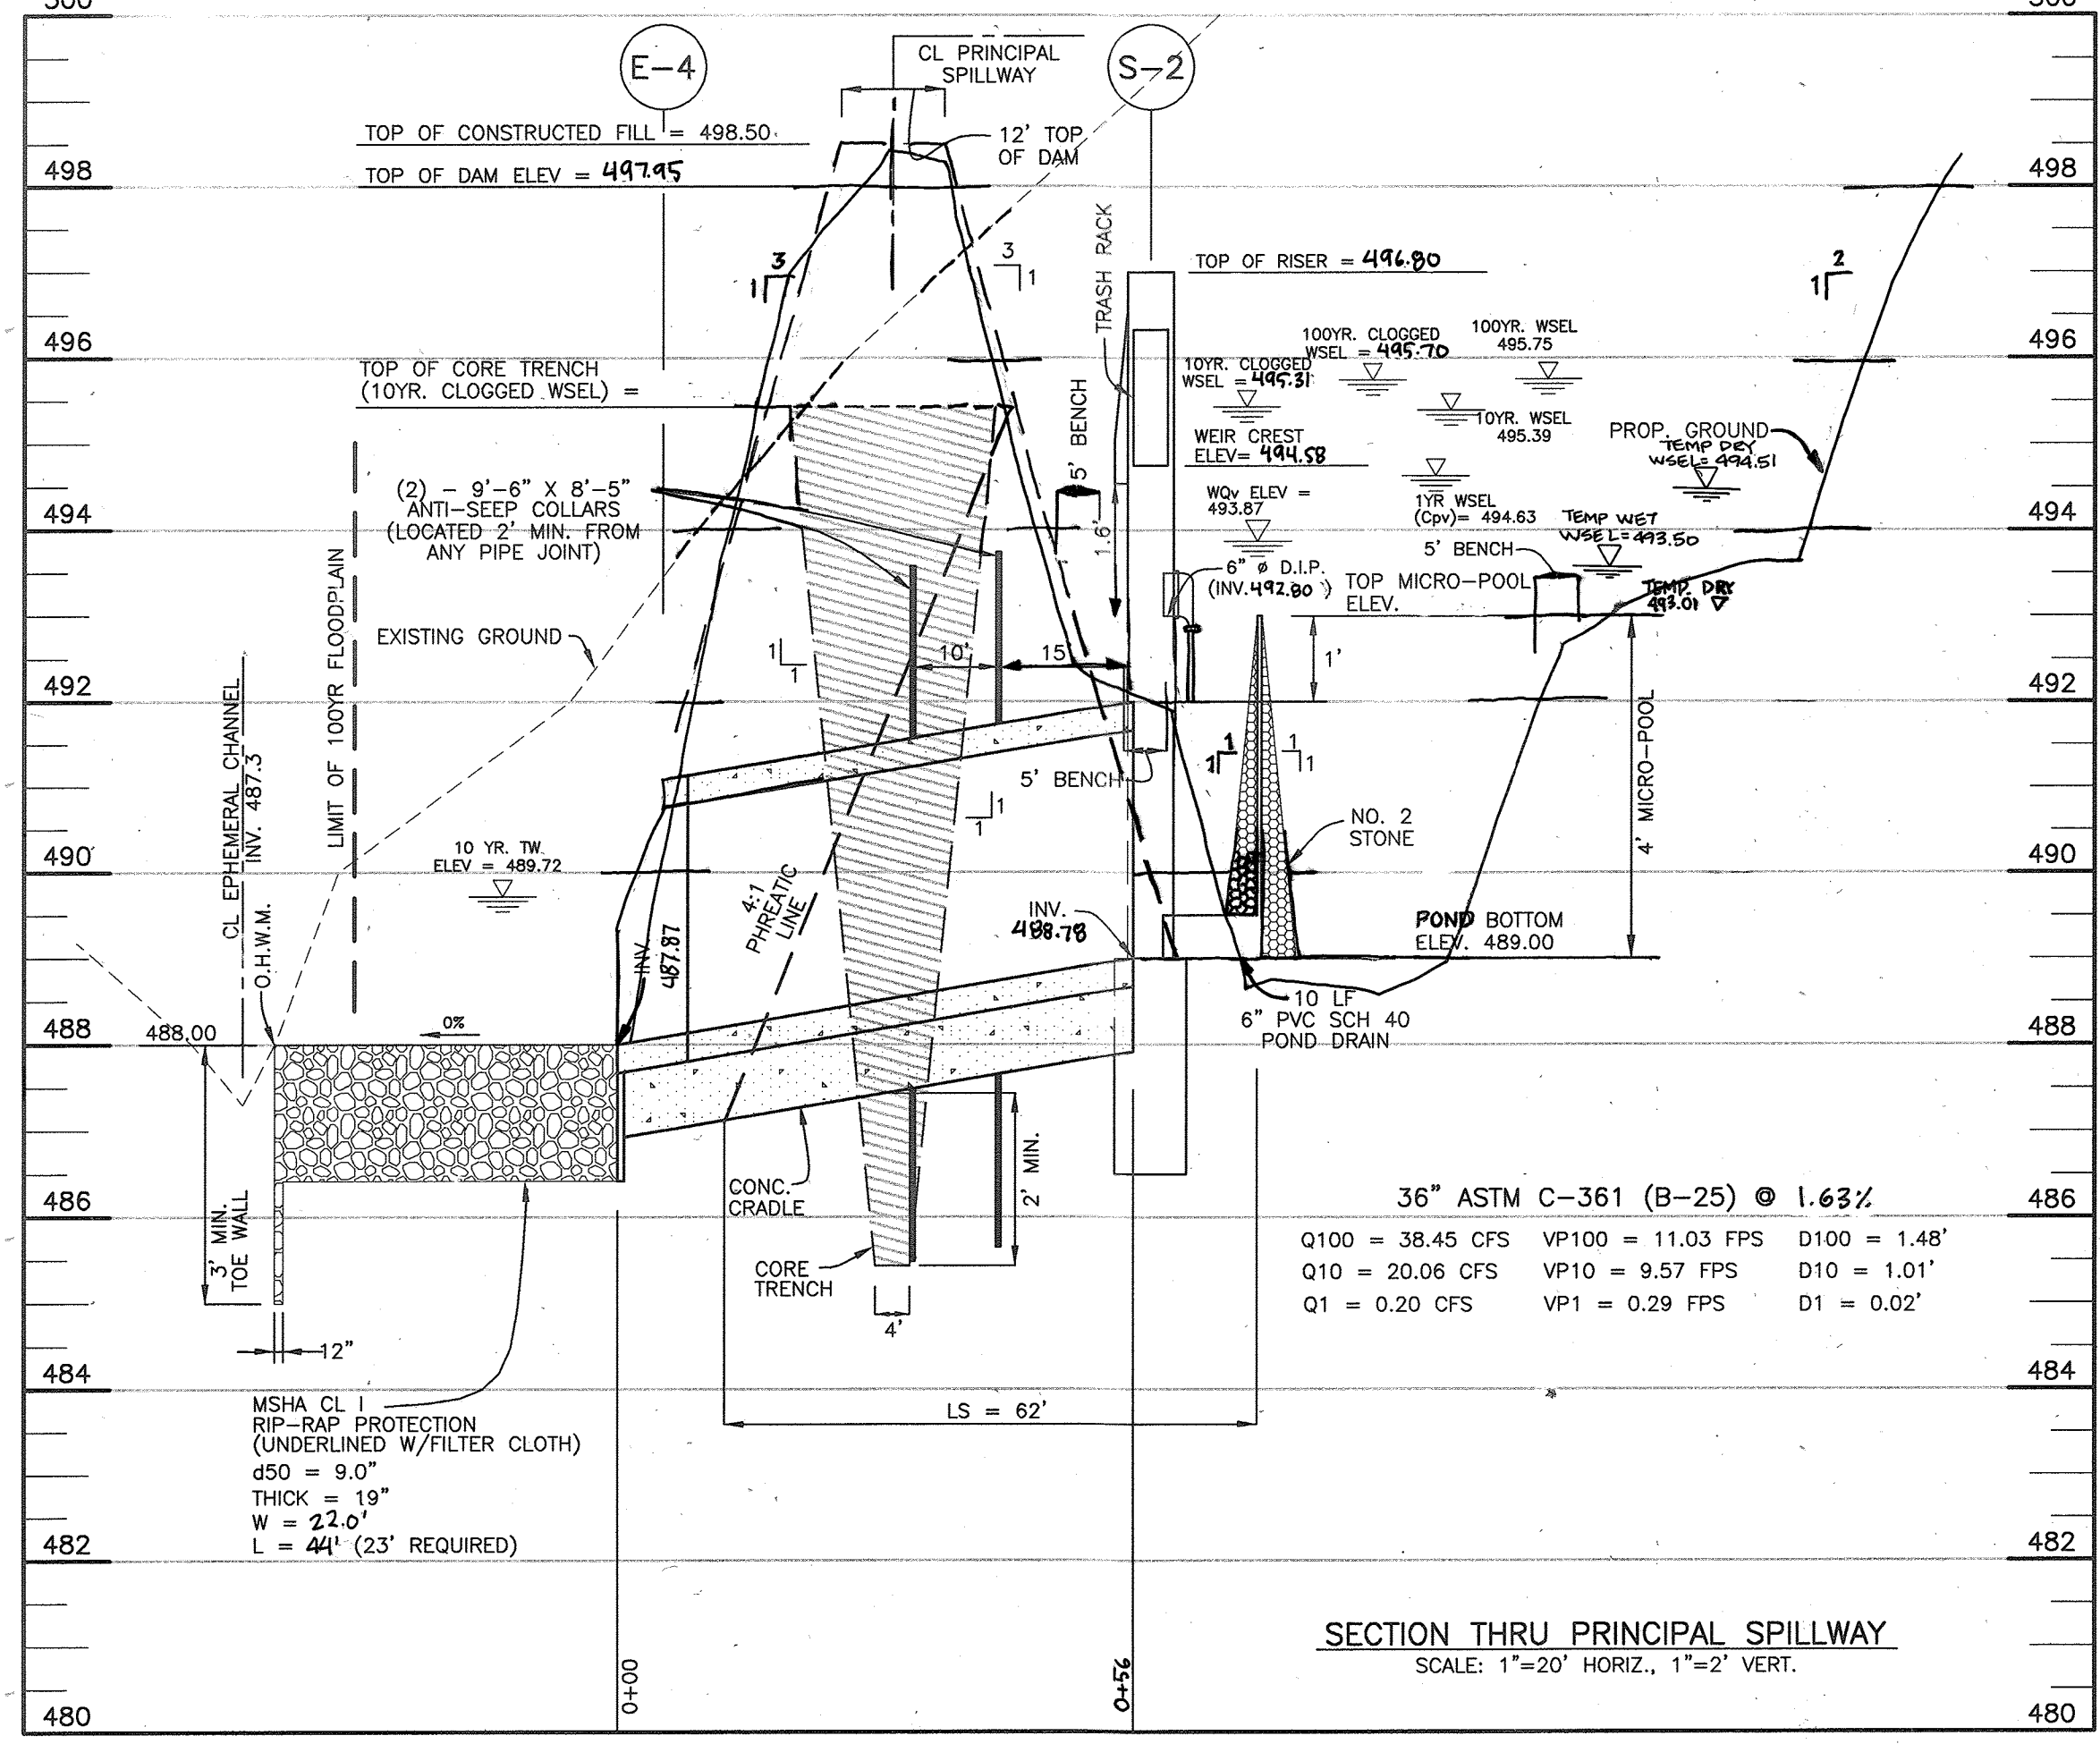 500
500
E-4
CL PRINCIPAL
SPILLWAY
S-2
TOP OF CONSTRUCTED FILL = 498.50
12' TOP
OF DAM
TOP OF DAM ELEV = 497.95
498
498
TRASH RACK
3
1
3
1
TOP OF RISER = 496.80
2
1
496
496
100YR. CLOGGED
WSEL = 495.70
100YR. WSEL
495.75
10YR. CLOGGED
WSEL = 495.31
TOP OF CORE TRENCH
(10YR. CLOGGED WSEL) =
5' BENCH
10YR. WSEL
495.39
WEIR CREST
ELEV= 494.58
PROP. GROUND
TEMP DRY
WSEL= 494.51
(2) - 9'-6" X 8'-5"
ANTI-SEEP COLLARS
(LOCATED 2' MIN. FROM
ANY PIPE JOINT)
WQv ELEV =
493.87
1YR WSEL
(Cpv)= 494.63
TEMP WET
WSEL=493.50
494
494
1.6'
5' BENCH
6" ø D.I.P.
(INV.492.80 )
TOP MICRO-POOL
ELEV.
TEMP. DRY
493.01
LIMIT OF 100YR FLOODPLAIN
EXISTING GROUND
1
1
10'
15'
1'
CL EPHEMERAL CHANNEL
INV. 487.3
492
492
4' MICRO-POOL
5' BENCH
1
1
1
1
1
1
NO. 2
STONE
10 YR. TW.
ELEV = 489.72
490
490
4:1
PHREATIC
LINE
O.H.W.M.
INV.
487.87
INV.
488.78
POND BOTTOM
ELEV. 489.00
10 LF
6" PVC SCH 40
POND DRAIN
0%
488
488.00
488
3' MIN.
TOE WALL
2' MIN.
CONC.
CRADLE
CORE
TRENCH
486
486
36" ASTM C-361 (B-25) @ 1.63%
Q100 = 38.45 CFS VP100 = 11.03 FPS D100 = 1.48'
Q10 = 20.06 CFS VP10 = 9.57 FPS D10 = 1.01'
Q1 = 0.20 CFS VP1 = 0.29 FPS D1 = 0.02'
4'
12"
484
484
LS = 62'
MSHA CL I
RIP-RAP PROTECTION
(UNDERLINED W/FILTER CLOTH)
d50 = 9.0"
THICK = 19"
W = 22.0'
L = 44' (23' REQUIRED)
482
482
0+00
0+56
SECTION THRU PRINCIPAL SPILLWAY
SCALE: 1"=20' HORIZ., 1"=2' VERT.
480
480